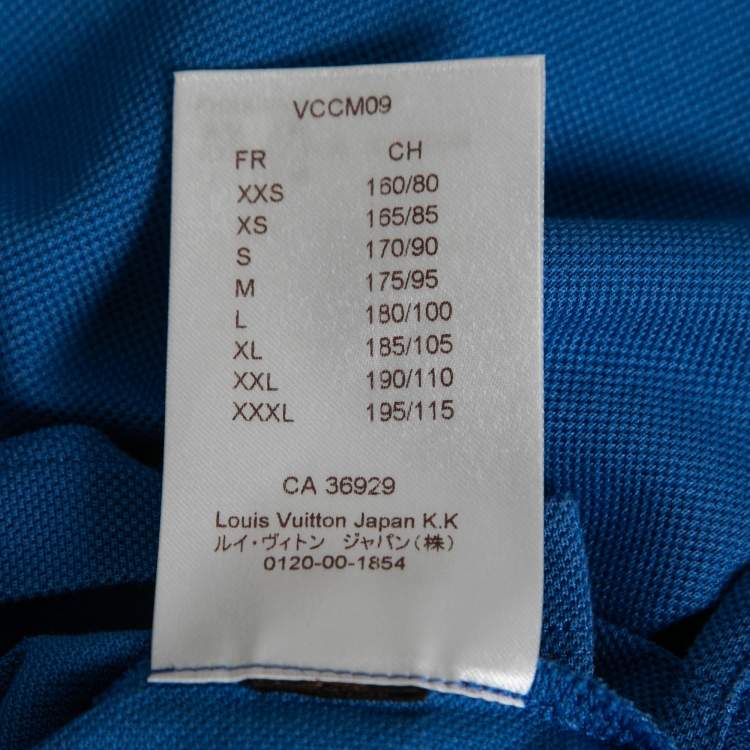 VCCM09
FR CH
XXS 160/80
XS 165/85
S 170/90
M 175/95
L 180/100
XL 185/105
XXL 190/110
XXXL 195/115
CA 36929
Louis Vuitton Japan K.K
ルイ・ヴィトン ジャパン(株)
0120-00-1854